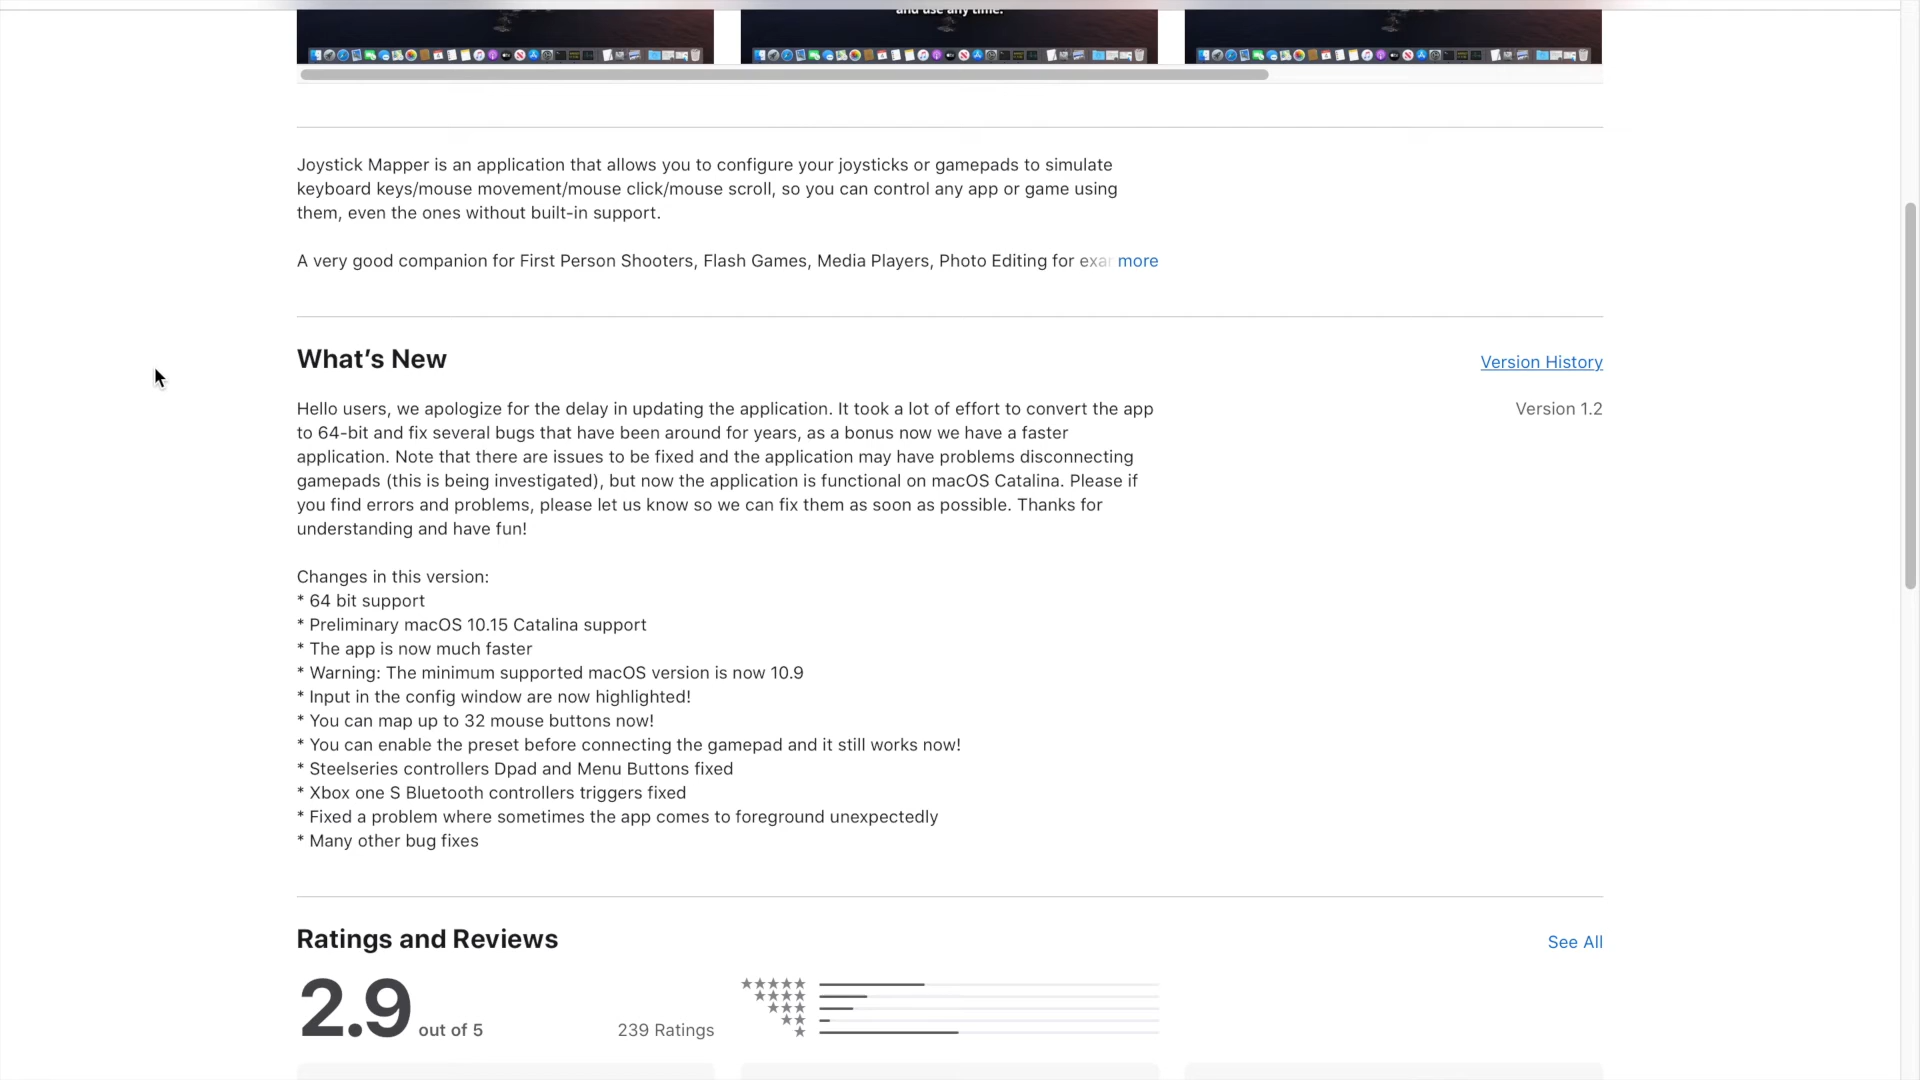 and use any time.
Joystick Mapper is an application that allows you to configure your joysticks or gamepads to simulate
keyboard keys/mouse movement/mouse click/mouse scroll, so you can control any app or game using
them, even the ones without built-in support.
A very good companion for First Person Shooters, Flash Games, Media Players, Photo Editing for exa more
What’s New
Version History
Hello users, we apologize for the delay in updating the application. It took a lot of effort to convert the app
Version 1.2
to 64-bit and fix several bugs that have been around for years, as a bonus now we have a faster
application. Note that there are issues to be fixed and the application may have problems disconnecting
gamepads (this is being investigated), but now the application is functional on macOS Catalina. Please if
you find errors and problems, please let us know so we can fix them as soon as possible. Thanks for
understanding and have fun!
Changes in this version:
* 64 bit support
* Preliminary macOS 10.15 Catalina support
* The app is now much faster
* Warning: The minimum supported macOS version is now 10.9
* Input in the config window are now highlighted!
* You can map up to 32 mouse buttons now!
* You can enable the preset before connecting the gamepad and it still works now!
* Steelseries controllers Dpad and Menu Buttons fixed
* Xbox one S Bluetooth controllers triggers fixed
* Fixed a problem where sometimes the app comes to foreground unexpectedly
* Many other bug fixes
Ratings and Reviews
See All
2.9 out of 5
239 Ratings